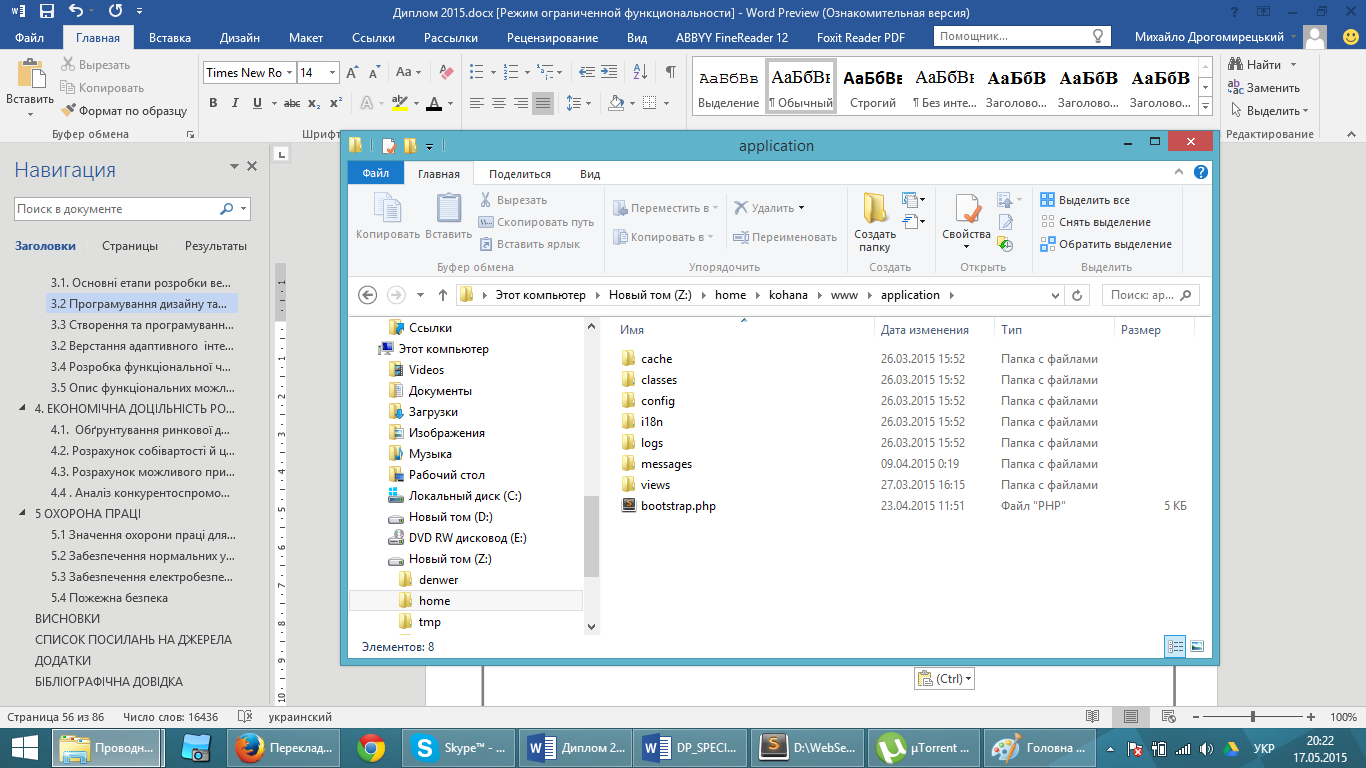 Диплом 2015.docx [Режим ограниченной функциональности] - Word Preview (Ознакомительная версия)
Файл Главная Вставка Дизайн Макет Ссылки Рассылки Рецензирование Вид ABBYY FineReader 12 Foxit Reader PDF Помощник... Михайло Дрогомирецький
Вставить
Вырезать
Копировать
Формат по образцу
Буфер обмена
Times New Ro 14
Шрифт
АаБбВв АаБбВв АаБбВв АаБбВв АаБбВ АаБбВ АаБбВ
Выделение ¶ Обычный Строгий ¶ Без инте... Заголово... Заголово... Заголово...
Найти
Заменить
Выделить
Редактирование
Навигация
Поиск в документе
Заголовки Страницы Результаты
3.1. Основні етапи розробки ве...
3.2 Програмування дизайну та...
3.3 Створення та програмуванн...
3.2 Верстання адаптивного інте...
3.4 Розробка функціональної ч...
3.5 Опис функціональних можл...
4. ЕКОНОМІЧНА ДОЦІЛЬНІСТЬ РО...
4.1. Обґрунтування ринкової д...
4.2. Розрахунок собівартості й ц...
4.3. Розрахунок можливого при...
4.4 . Аналіз конкурентоспромо...
5 ОХОРОНА ПРАЦІ
5.1 Значення охорони праці для...
5.2 Забезпечення нормальних у...
5.3 Забезпечення електробезпе...
5.4 Пожежна безпека
ВИСНОВКИ
СПИСОК ПОСИЛАНЬ НА ДЖЕРЕЛА
ДОДАТКИ
БІБЛІОГРАФІЧНА ДОВІДКА
application
Файл Главная Поделиться Вид
Копировать Вставить
Вырезать
Скопировать путь
Вставить ярлык
Буфер обмена
Переместить в
Копировать в
Удалить
Переименовать
Упорядочить
Создать
папку
Создать
Свойства
Открыть
Выделить все
Снять выделение
Обратить выделение
Выделить
Этот компьютер Новый том (Z:) home kohana www application
Поиск: ap...
Ссылки
Этот компьютер
Videos
Документы
Загрузки
Изображения
Музыка
Рабочий стол
Локальный диск (C:)
Новый том (D:)
DVD RW дисковод (E:)
Новый том (Z:)
denwer
home
tmp
Имя Дата изменения Тип Размер
cache 26.03.2015 15:52 Папка с файлами
classes 26.03.2015 15:52 Папка с файлами
config 26.03.2015 15:52 Папка с файлами
i18n 26.03.2015 15:52 Папка с файлами
logs 26.03.2015 15:52 Папка с файлами
messages 09.04.2015 0:19 Папка с файлами
views 27.03.2015 16:15 Папка с файлами
bootstrap.php 23.04.2015 11:51 Файл "PHP" 5 КБ
Элементов: 8
(Ctrl)
Страница 56 из 86 Число слов: 16436 украинский 100%
Проводн... Переклад... Skype™ - ... Диплом 2... DP_SPECI... D:\WebSe... µTorrent ... Головна ... УКР
20:22
17.05.2015